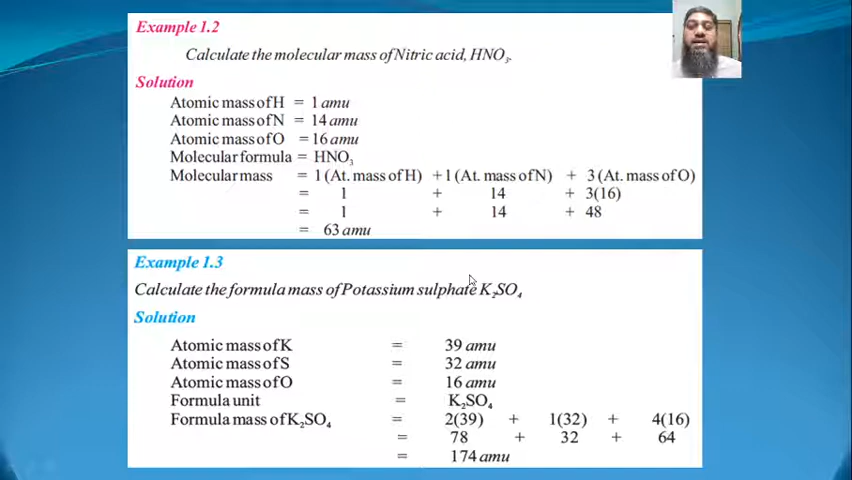 Example 1.2
Calculate the molecular mass of Nitric acid, HNO₃.
Solution
Atomic mass of H = 1 amu
Atomic mass of N = 14 amu
Atomic mass of O = 16 amu
Molecular formula = HNO₃
Molecular mass = 1 (At. mass of H) + 1 (At. mass of N) + 3 (At. mass of O)
= 1 + 14 + 3(16)
= 1 + 14 + 48
= 63 amu
Example 1.3
Calculate the formula mass of Potassium sulphate K₂SO₄
Solution
Atomic mass of K = 39 amu
Atomic mass of S = 32 amu
Atomic mass of O = 16 amu
Formula unit = K₂SO₄
Formula mass of K₂SO₄ = 2(39) + 1(32) + 4(16)
= 78 + 32 + 64
= 174 amu